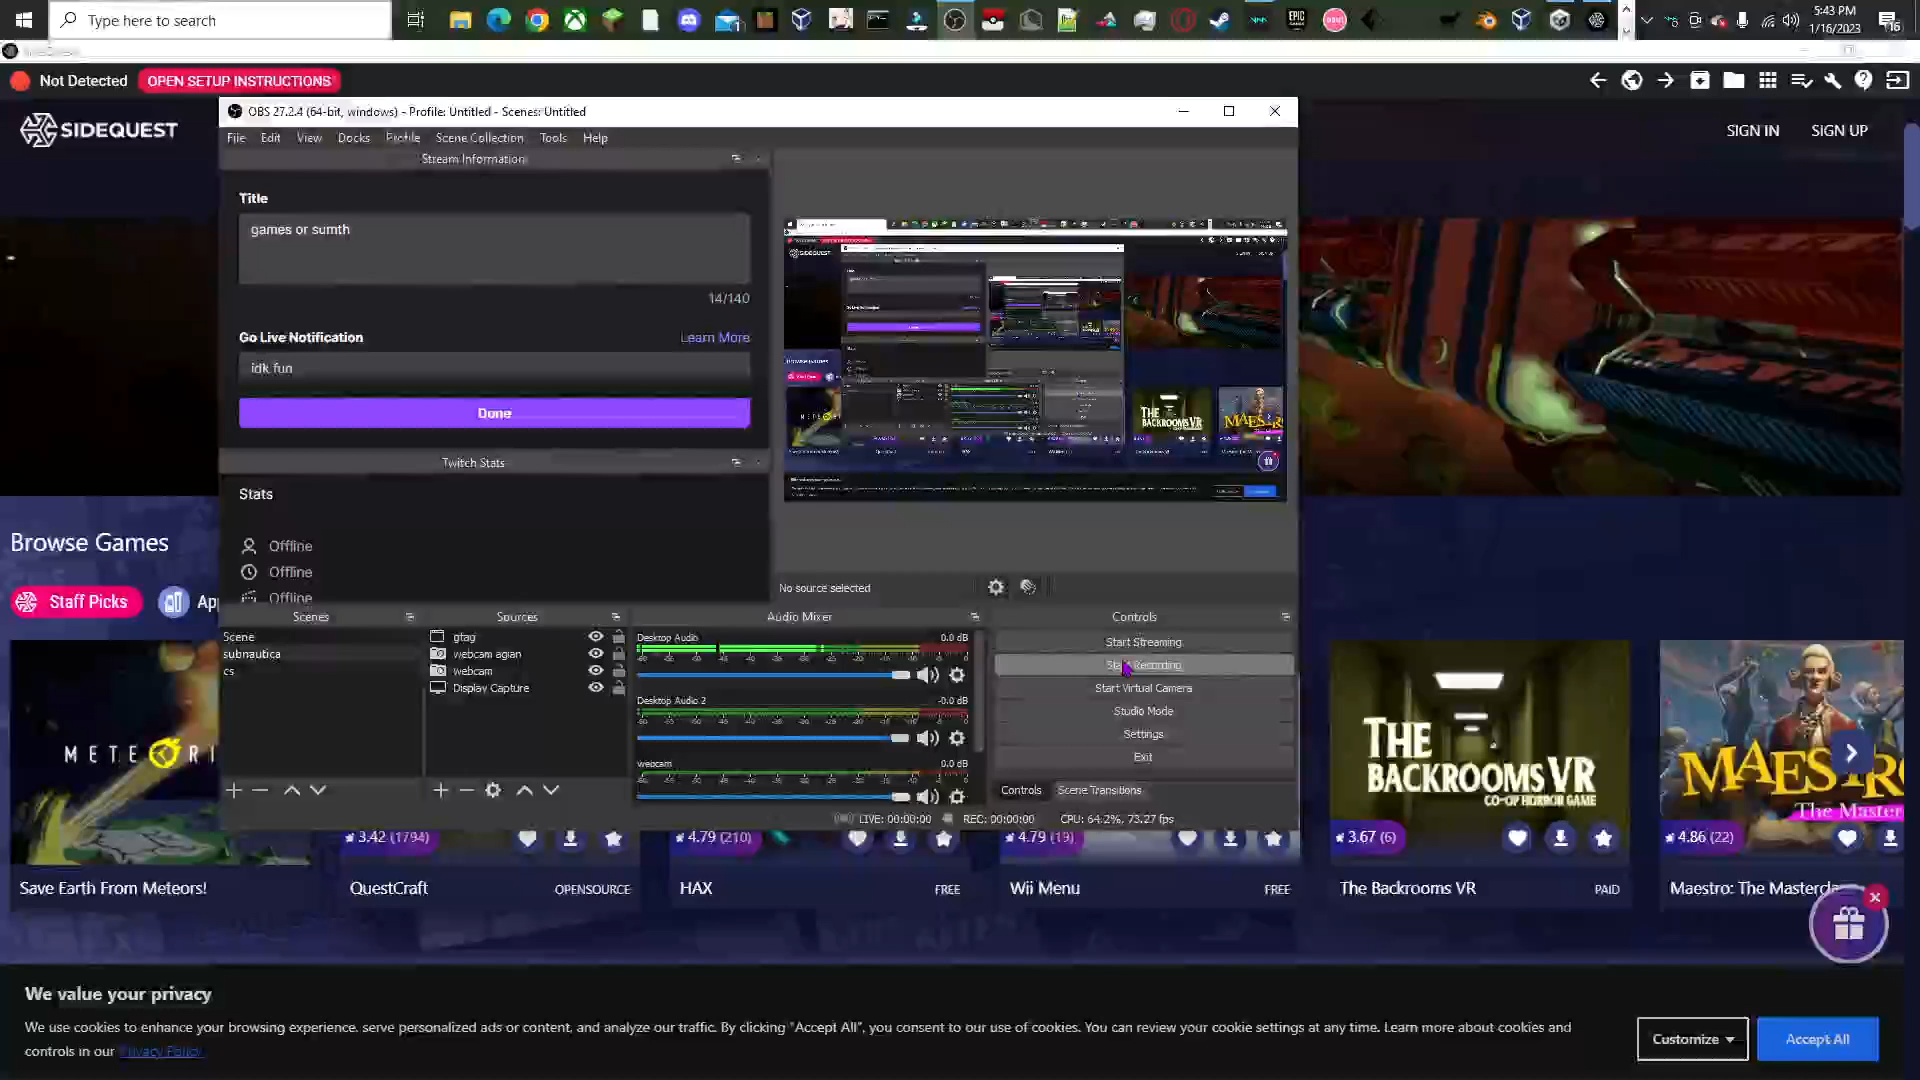 Type here to search
5:43 PM
1/16/2023
16
Not Detected
OPEN SETUP INSTRUCTIONS
SIDEQUEST
SIGN IN
SIGN UP
OBS 27.2.4 (64-bit, windows) - Profile: Untitled - Scenes: Untitled
File Edit View Docks Profile Scene Collection Tools Help
Stream Information
Title
games or sumth
14/140
Go Live Notification
Learn More
idk fun
Done
Twitch Stats
Stats
Offline
Offline
Offline
No source selected
Browse Games
Staff Picks
App
Scenes
Scene
subnautica
cs
Sources
gtag
webcam agian
webcam
Display Capture
Audio Mixer
Desktop Audio
0.0 dB
Desktop Audio 2
-0.0 dB
webcam
0.0 dB
Controls
Start Streaming
Start Recording
Start Virtual Camera
Studio Mode
Settings
Exit
Controls
Scene Transitions
LIVE: 00:00:00
REC: 00:00:00
CPU: 64.2%, 73.27 fps
METEORI
THE
BACKROOMS VR
CO-OP HORROR GAME
MAESTR
The Master
3.42 (1794)
4.79 (210)
4.79 (19)
3.67 (6)
4.86 (22)
Save Earth From Meteors!
QuestCraft
OPENSOURCE
HAX
FREE
Wii Menu
FREE
The Backrooms VR
PAID
Maestro: The Mastercla
We value your privacy
We use cookies to enhance your browsing experience, serve personalized ads or content, and analyze our traffic. By clicking "Accept All", you consent to our use of cookies. You can review your cookie settings at any time. Learn more about cookies and
controls in our Privacy Policy
Customize
Accept All